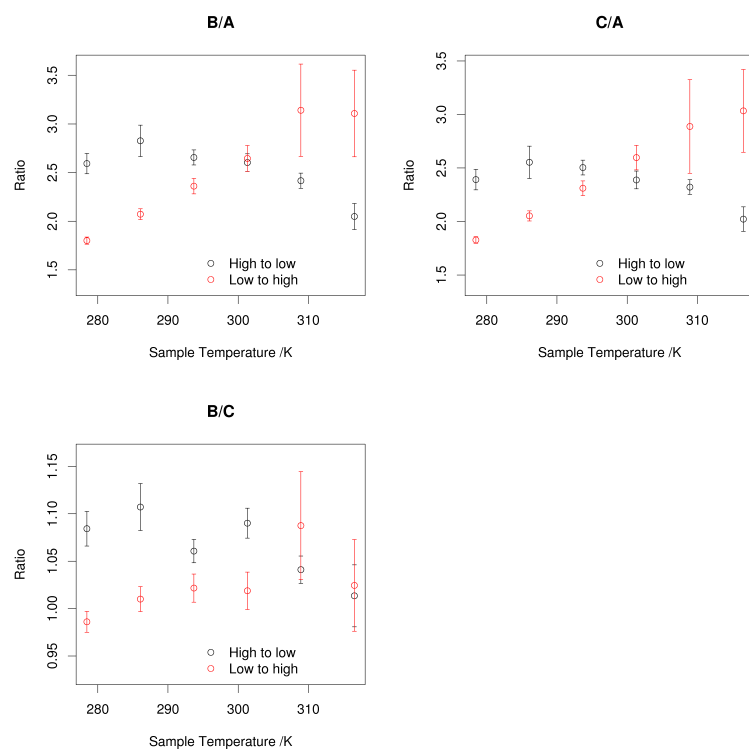 B/A
Ratio
3.5
3.0
2.5
2.0
1.5
High to low
Low to high
280 290 300 310
Sample Temperature /K
C/A
Ratio
3.5
3.0
2.5
2.0
1.5
High to low
Low to high
280 290 300 310
Sample Temperature /K
B/C
Ratio
1.15
1.10
1.05
1.00
0.95
High to low
Low to high
280 290 300 310
Sample Temperature /K